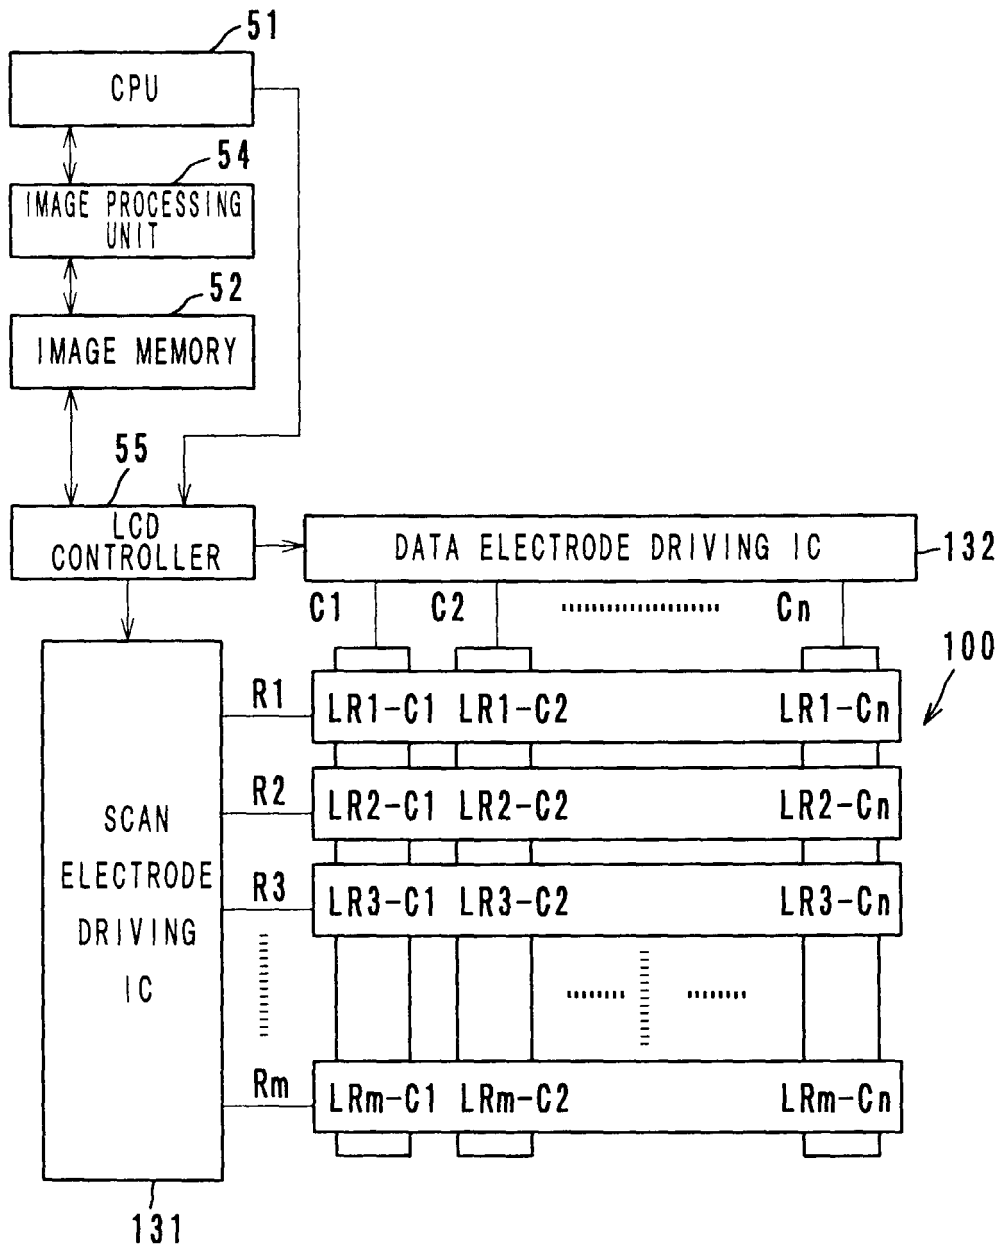 51
CPU
54
IMAGE PROCESSING
UNIT
52
IMAGE MEMORY
55
LCD
CONTROLLER
DATA ELECTRODE DRIVING IC
132
C1
C2
Cn
100
R1
LR1-C1
LR1-C2
LR1-Cn
R2
LR2-C1
LR2-C2
LR2-Cn
SCAN
ELECTRODE
DRIVING
IC
R3
LR3-C1
LR3-C2
LR3-Cn
Rm
LRm-C1
LRm-C2
LRm-Cn
131